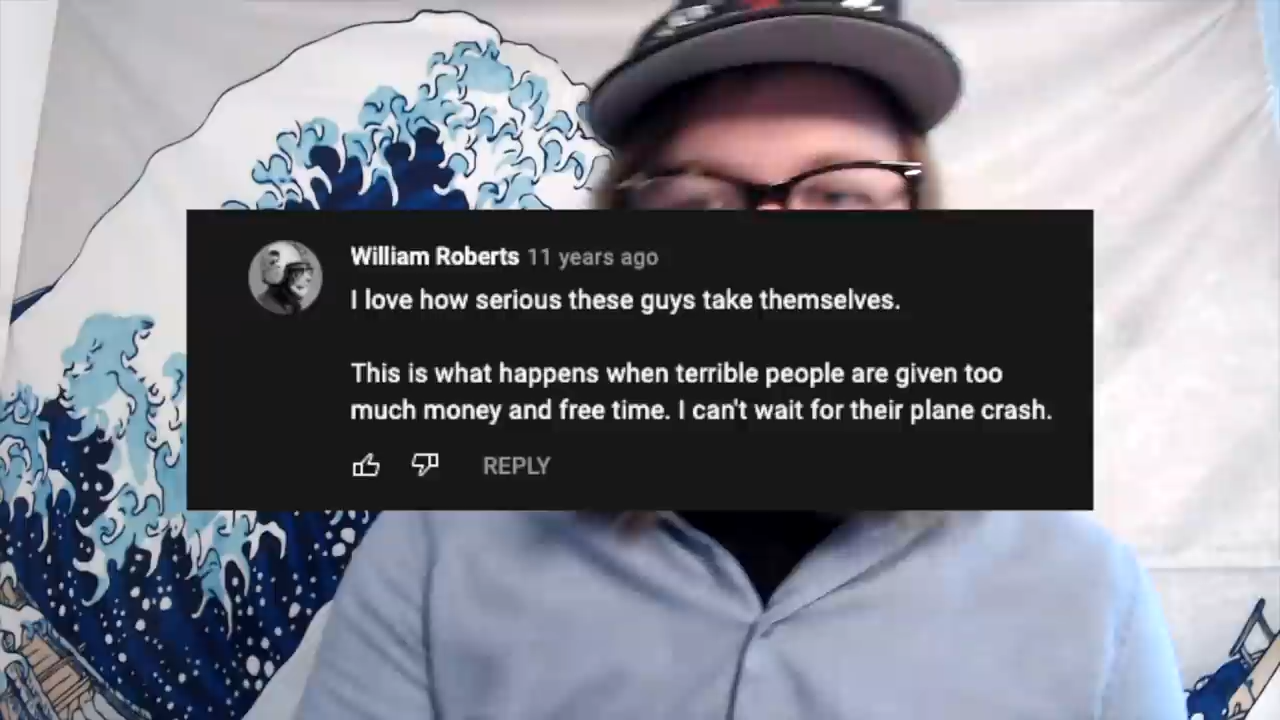 William Roberts 11 years ago
I love how serious these guys take themselves.
This is what happens when terrible people are given too
much money and free time. I can't wait for their plane crash.
REPLY